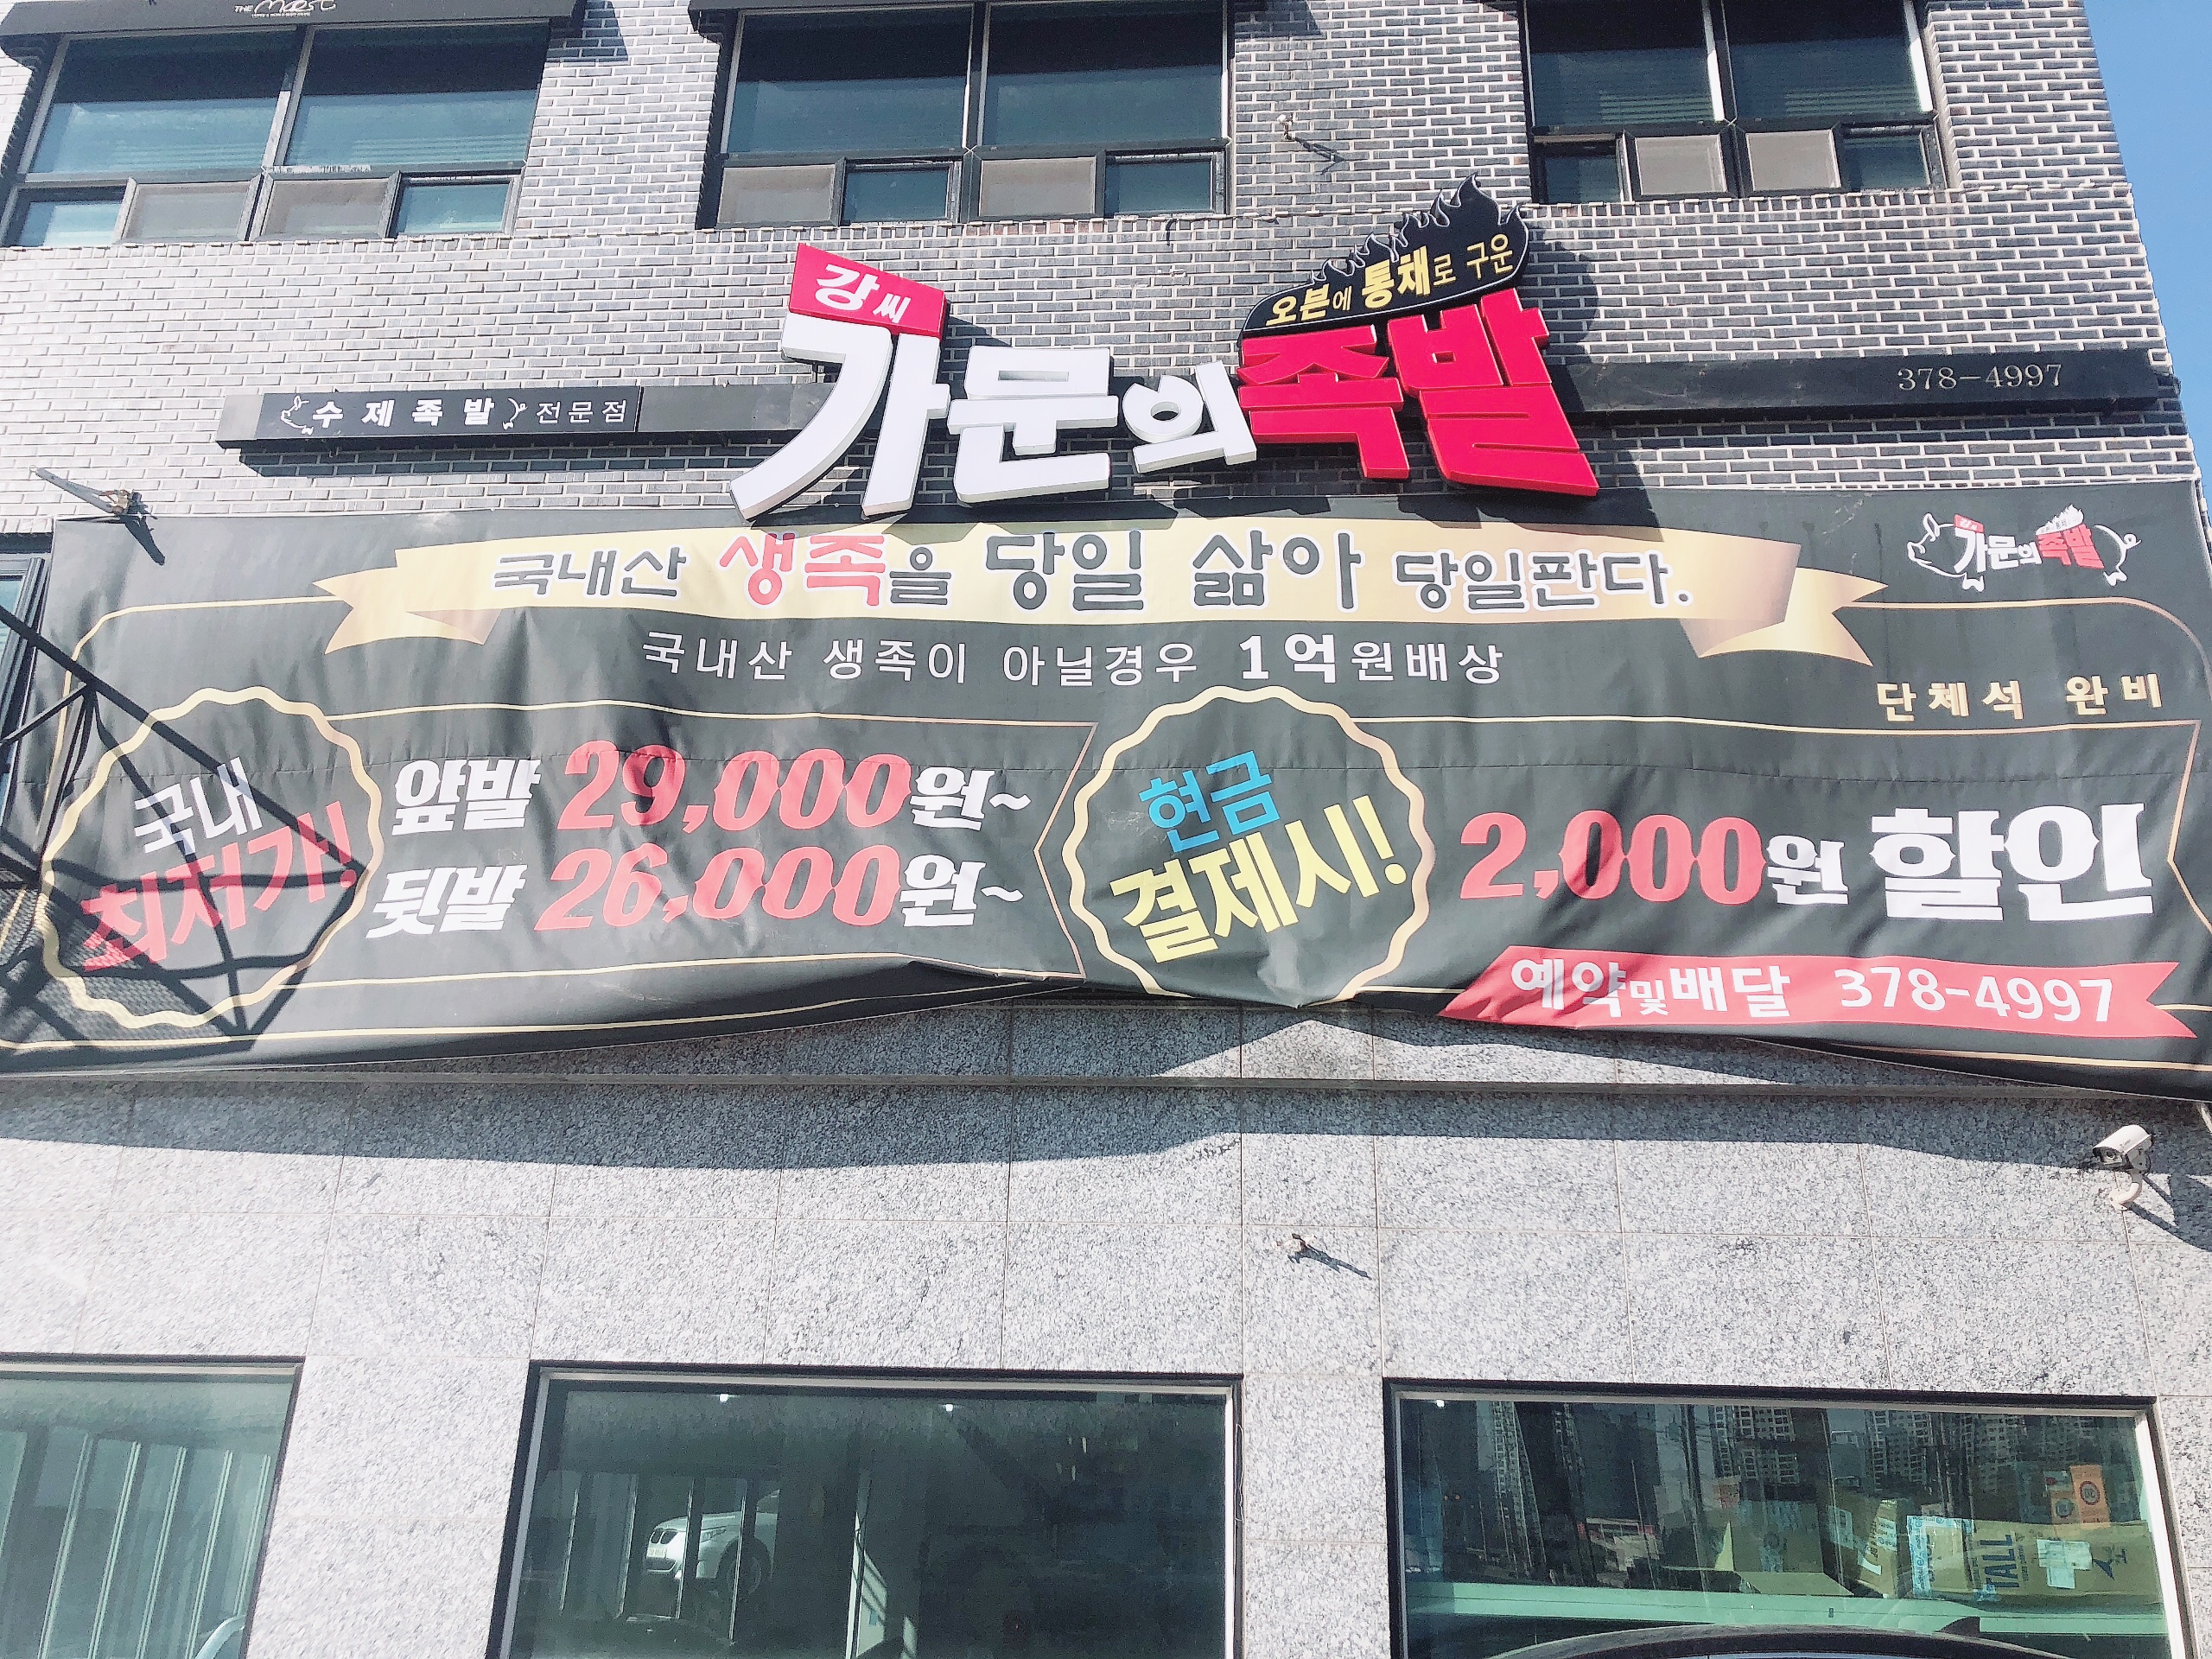 THE
강씨
오븐에 통채로 구운
가문의족발
수제족발 전문점
378-4997
국내산 생족을 당일 삶아 당일판다.
강씨
가문의족발
국내산 생족이 아닐경우 1억원배상
단체석 완비
국내
최저가!
앞발 29,000원~
뒷발 26,000원~
현금
결제시!
2,000원 할인
예약및배달 378-4997
TALL